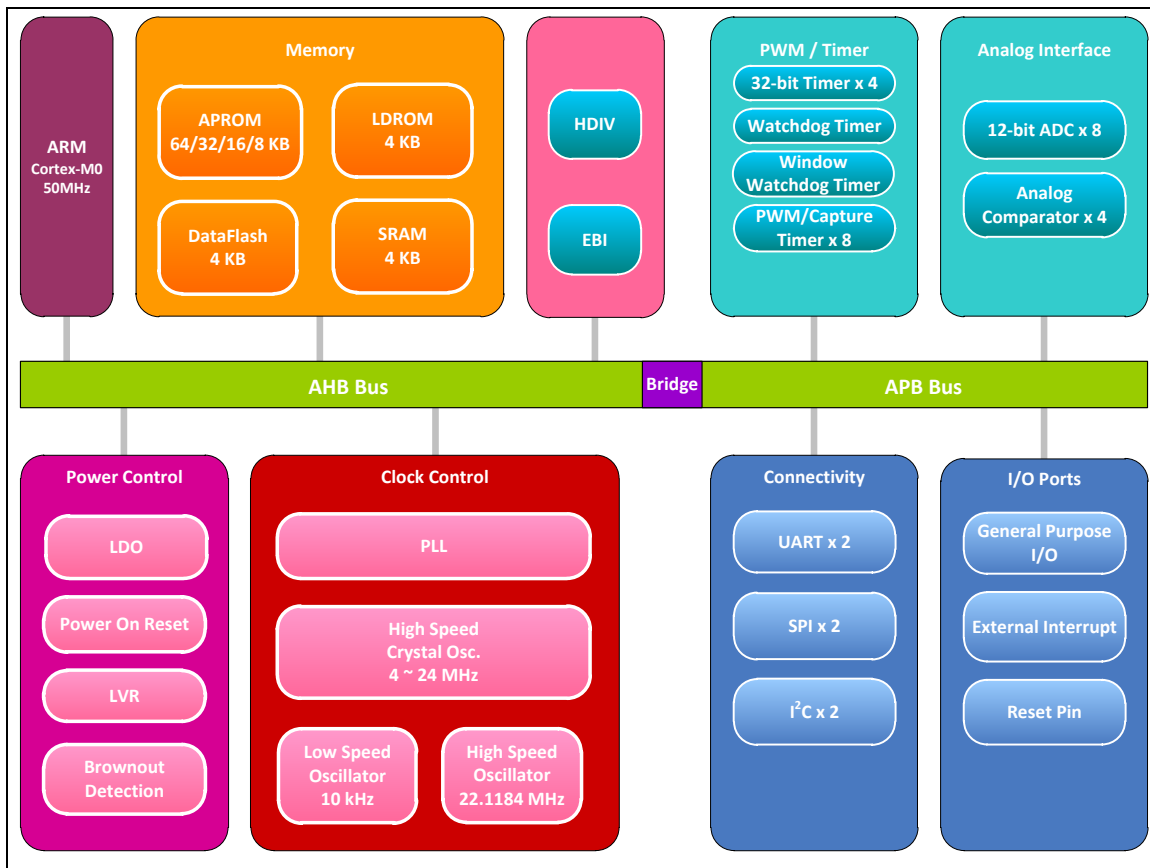 ARM
Cortex-M0
50MHz
Memory
APROM
64/32/16/8 KB
LDROM
4 KB
DataFlash
4 KB
SRAM
4 KB
HDIV
EBI
PWM / Timer
32-bit Timer x 4
Watchdog Timer
Window
Watchdog Timer
PWM/Capture
Timer x 8
Analog Interface
12-bit ADC x 8
Analog
Comparator x 4
AHB Bus
Bridge
APB Bus
Power Control
LDO
Power On Reset
LVR
Brownout
Detection
Clock Control
PLL
High Speed
Crystal Osc.
4 ~ 24 MHz
Low Speed
Oscillator
10 kHz
High Speed
Oscillator
22.1184 MHz
Connectivity
UART x 2
SPI x 2
I²C x 2
I/O Ports
General Purpose
I/O
External Interrupt
Reset Pin